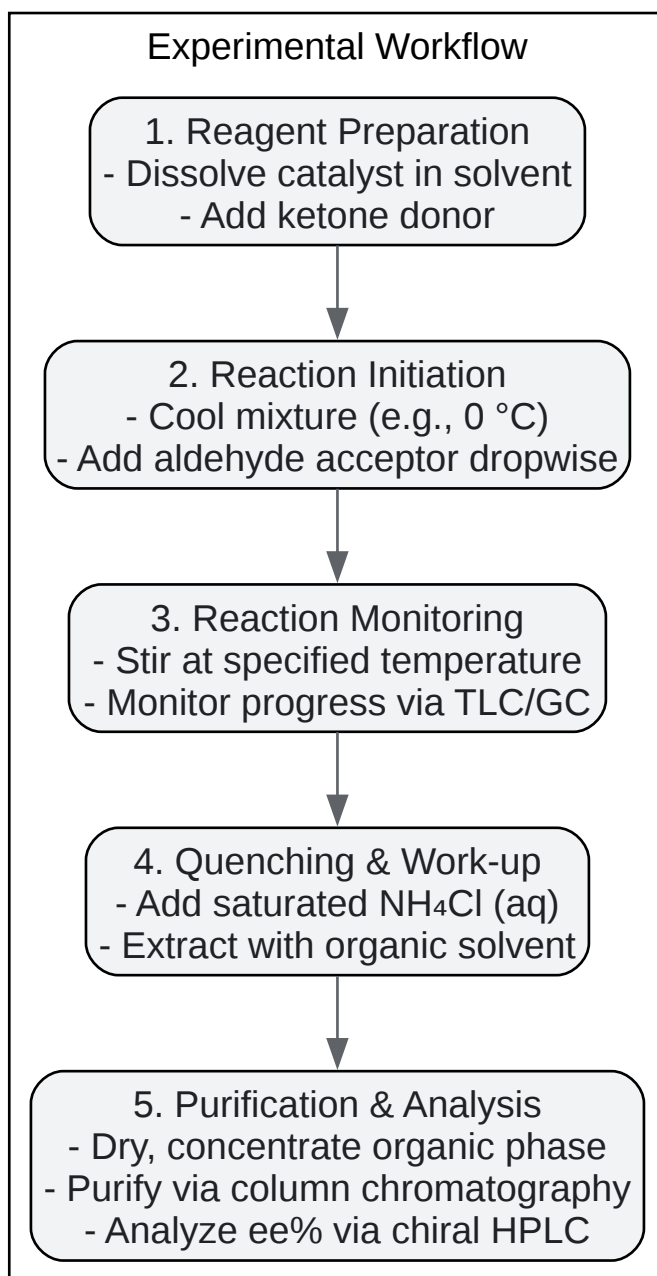 Experimental Workflow
1. Reagent Preparation
- Dissolve catalyst in solvent
- Add ketone donor
2. Reaction Initiation
- Cool mixture (e.g., 0 °C)
- Add aldehyde acceptor dropwise
3. Reaction Monitoring
- Stir at specified temperature
- Monitor progress via TLC/GC
4. Quenching & Work-up
- Add saturated NH₄Cl (aq)
- Extract with organic solvent
5. Purification & Analysis
- Dry, concentrate organic phase
- Purify via column chromatography
- Analyze ee% via chiral HPLC